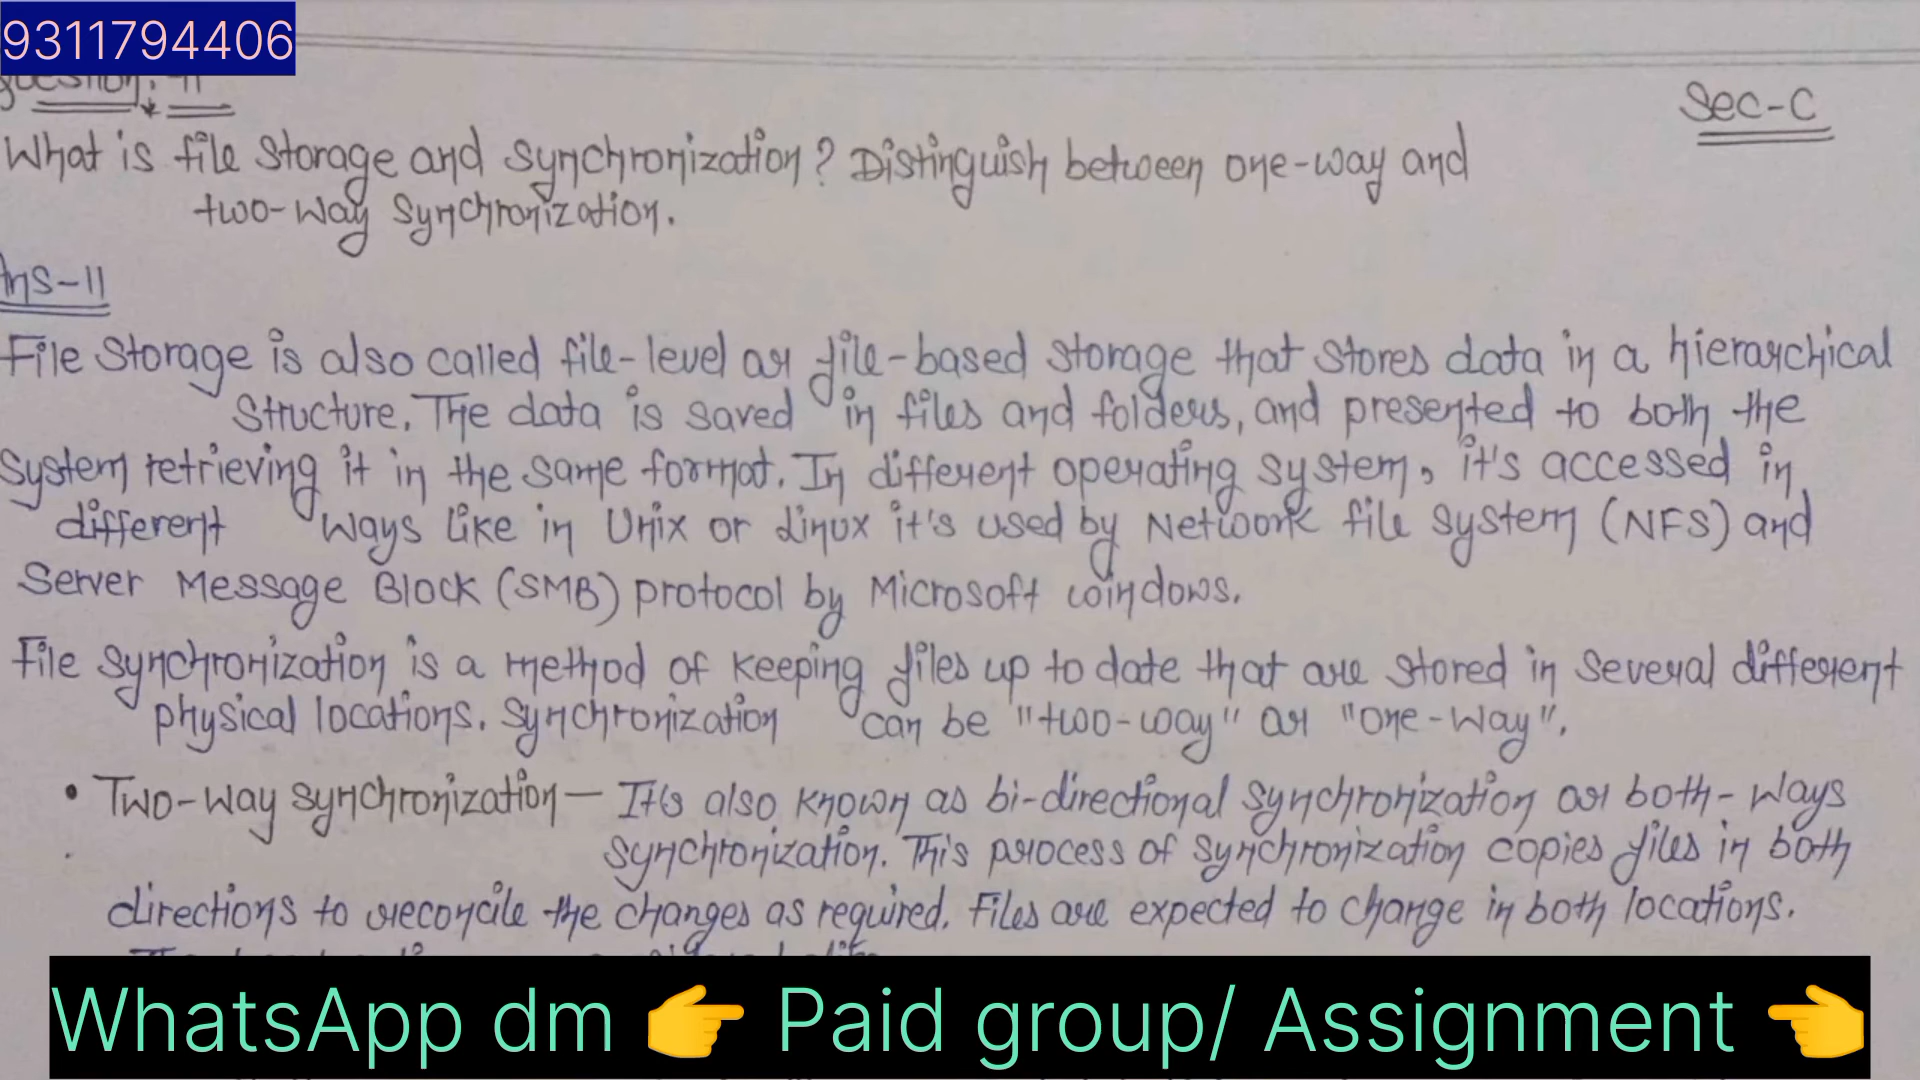 9311794406
Question: 11
Sec-C
What is file storage and synchronization? Distinguish between one-way and
two-way synchronization.
Ans-11
File Storage is also called file-level or file-based storage that stores data in a hierarchical
structure. The data is saved in files and folders, and presented to both the
system retrieving it in the same format. In different operating system, it's accessed in
different ways like in Unix or Linux it's used by Network file system (NFS) and
Server Message Block (SMB) protocol by Microsoft windows.
File synchronization is a method of keeping files up to date that are stored in several different
physical locations. Synchronization can be "two-way" or "one-way".
• Two-way synchronization — It's also known as bi-directional synchronization or both-ways
synchronization. This process of synchronization copies files in both
directions to reconcile the changes as required. Files are expected to change in both locations.
WhatsApp dm 👉 Paid group/ Assignment 👈